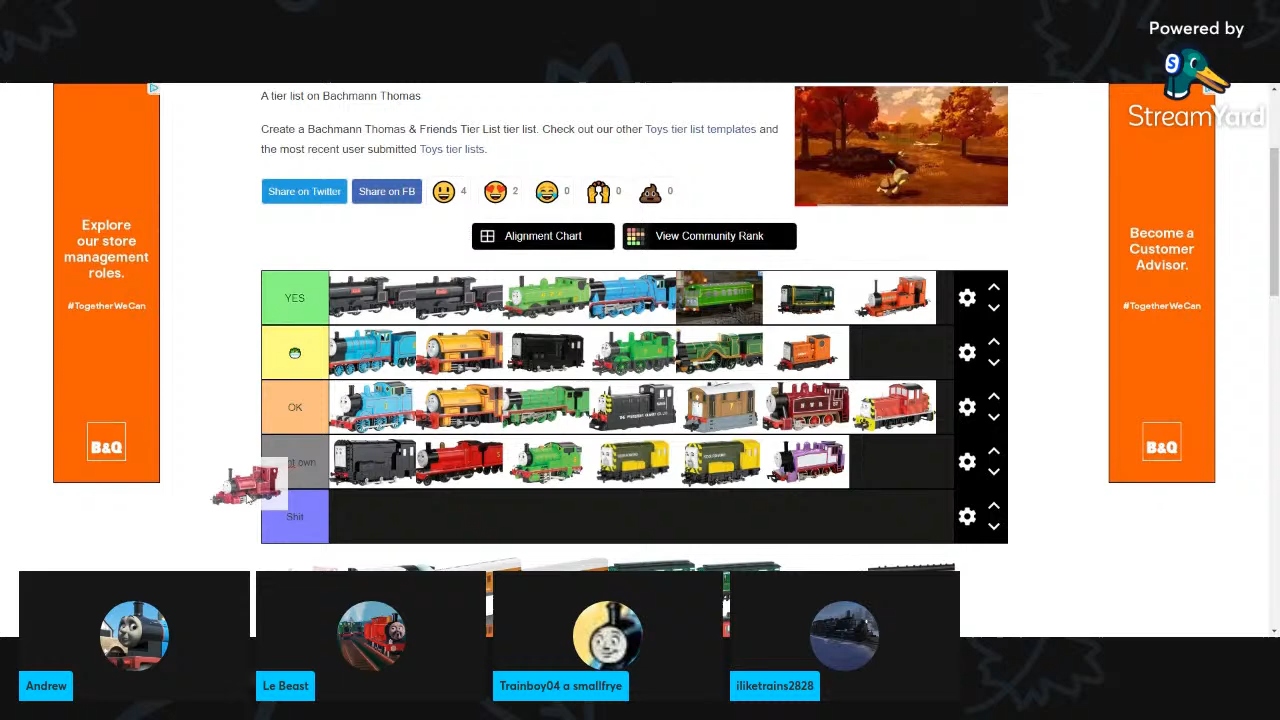 Powered by
StreamYard
A tier list on Bachmann Thomas
Create a Bachmann Thomas & Friends Tier List tier list. Check out our other Toys tier list templates and
the most recent user submitted Toys tier lists.
Share on Twitter
Share on FB
4
2
0
0
0
Alignment Chart
View Community Rank
Explore
our store
management
roles.
#TogetherWeCan
B&Q
Become a
Customer
Advisor.
#TogetherWeCan
B&Q
YES
OK
own
Shit
Andrew
Le Beast
Trainboy04 a smallfrye
iliketrains2828